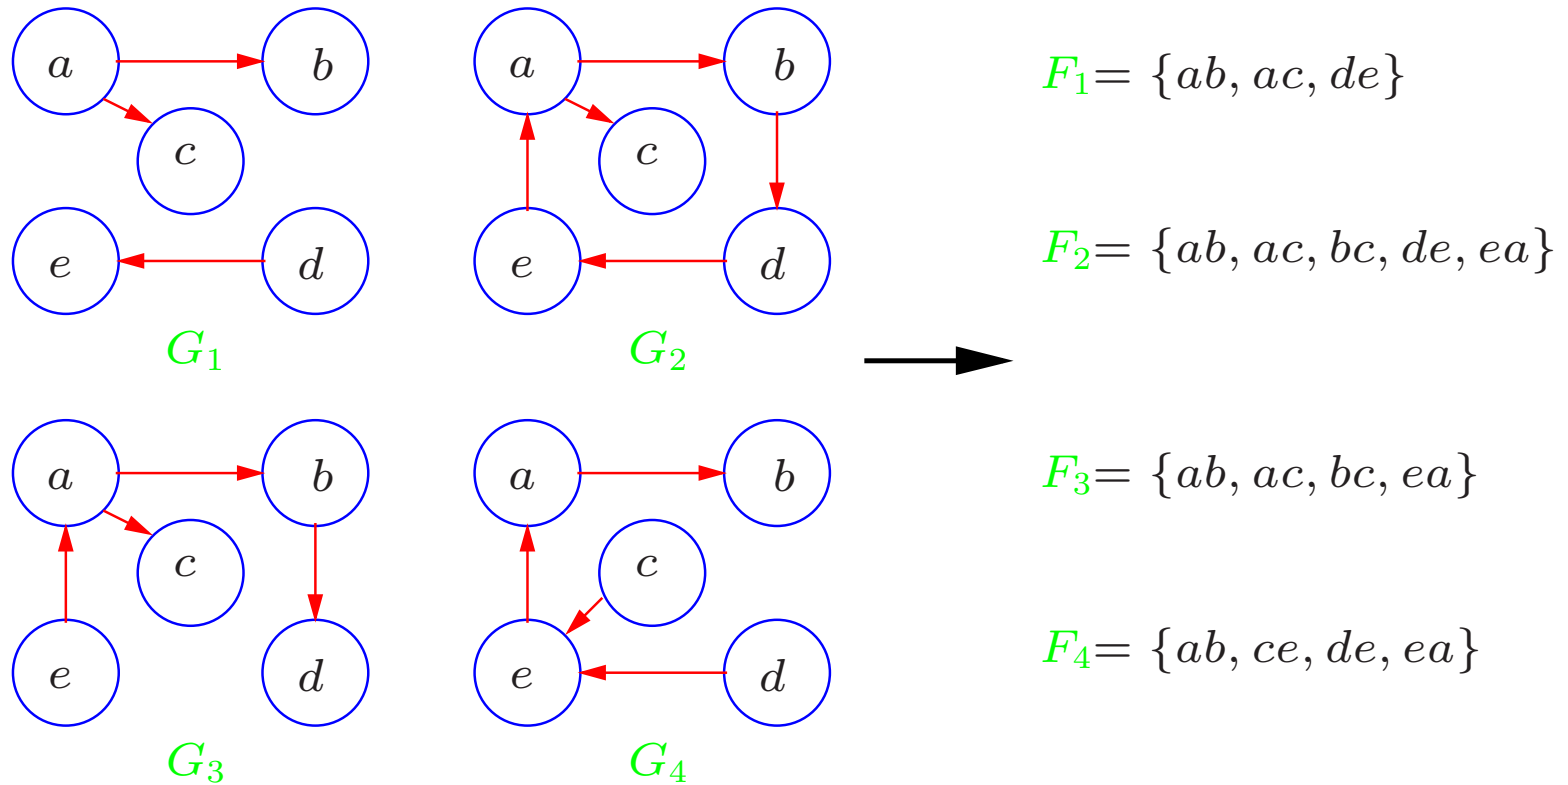 a
b
c
e
d
G₁
a
b
c
e
d
G₂
a
b
c
e
d
G₃
a
b
c
e
d
G₄
F₁= {ab, ac, de}
F₂= {ab, ac, bc, de, ea}
F₃= {ab, ac, bc, ea}
F₄= {ab, ce, de, ea}